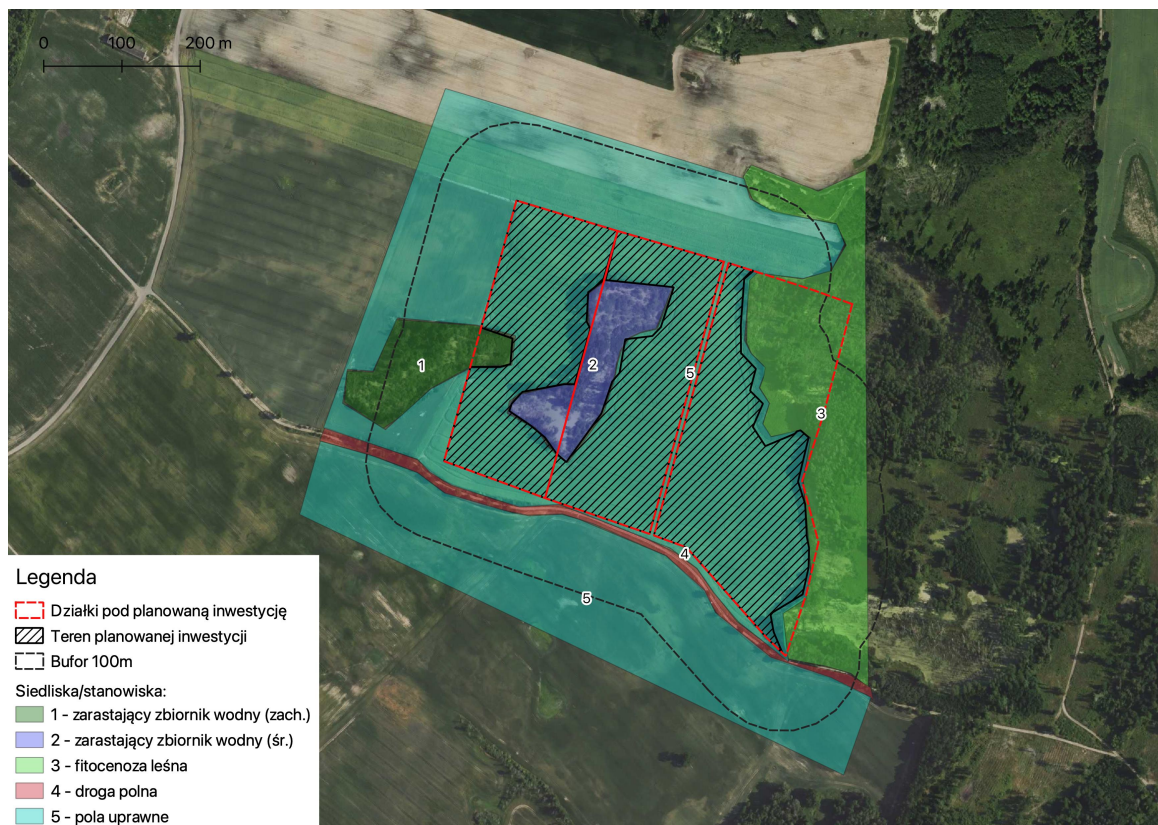 0 100 200 m
1
2
5
3
4
5
Legenda
Działki pod planowaną inwestycję
Teren planowanej inwestycji
Bufor 100m
Siedliska/stanowiska:
1 - zarastający zbiornik wodny (zach.)
2 - zarastający zbiornik wodny (śr.)
3 - fitocenoza leśna
4 - droga polna
5 - pola uprawne